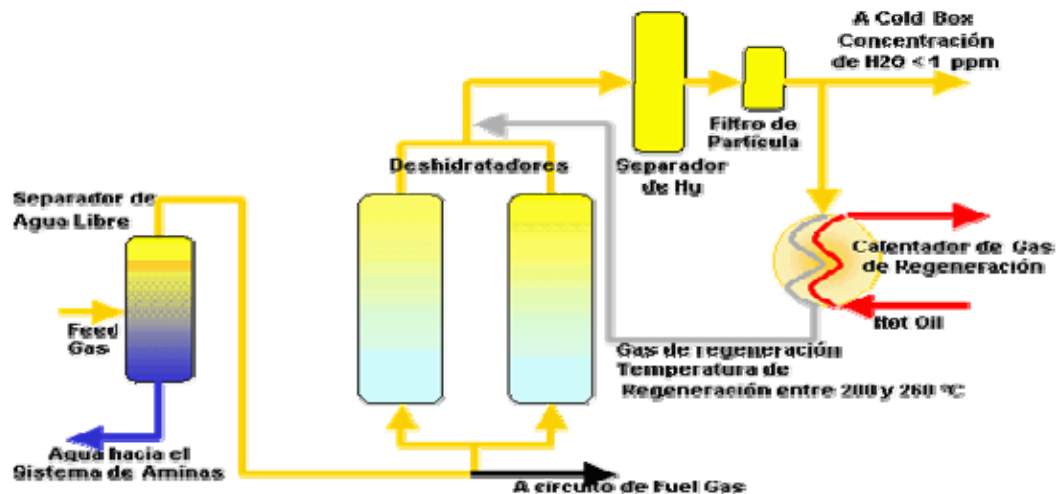 A Cold Box
Concentración
de H2O < 1 ppm
Filtro de
Partícula
Deshidratadores
Separador
de Hg
Separador de
Agua Libre
Calentador de Gas
de Regeneración
Feed
Gas
Hot Oil
Gas de regeneración
Temperatura de
Regeneración entre 200 y 260 ºC
Agua hacia el
Sistema de Aminas
A circuito de Fuel Gas